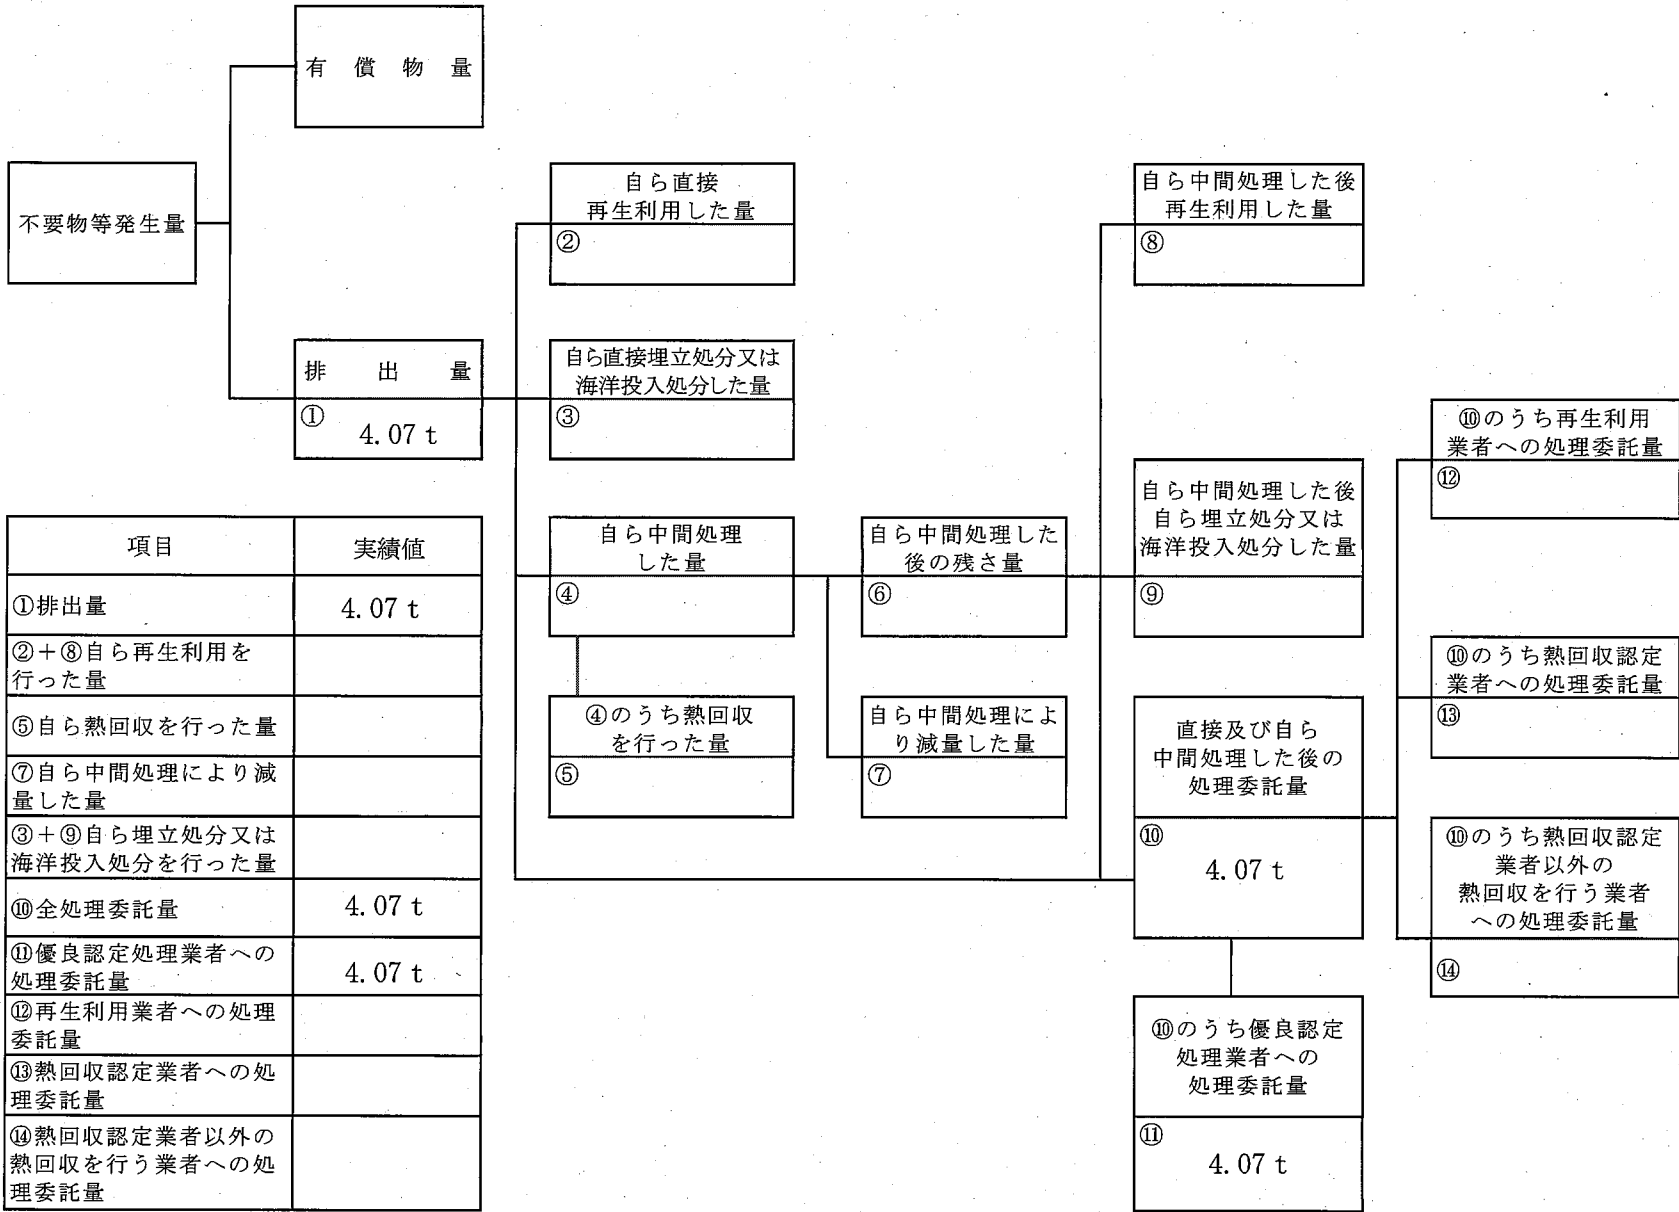 有償物量
不要物等発生量
排出量
① 4.07 t
自ら直接
再生利用した量
②
自ら直接埋立処分又は
海洋投入処分した量
③
自ら中間処理
した量
④
④のうち熱回収
を行った量
⑤
自ら中間処理した
後の残さ量
⑥
自ら中間処理によ
り減量した量
⑦
自ら中間処理した後
再生利用した量
⑧
自ら中間処理した後
自ら埋立処分又は
海洋投入処分した量
⑨
直接及び自ら
中間処理した後の
処理委託量
⑩
4.07 t
⑩のうち優良認定
処理業者への
処理委託量
⑪
4.07 t
⑩のうち再生利用
業者への処理委託量
⑫
⑩のうち熱回収認定
業者への処理委託量
⑬
⑩のうち熱回収認定
業者以外の
熱回収を行う業者
への処理委託量
⑭
項目 実績値
①排出量 4.07 t
②+⑧自ら再生利用を
行った量
⑤自ら熱回収を行った量
⑦自ら中間処理により減
量した量
③+⑨自ら埋立処分又は
海洋投入処分を行った量
⑩全処理委託量 4.07 t
⑪優良認定処理業者への
処理委託量 4.07 t
⑫再生利用業者への処理
委託量
⑬熱回収認定業者への処
理委託量
⑭熱回収認定業者以外の
熱回収を行う業者への処
理委託量